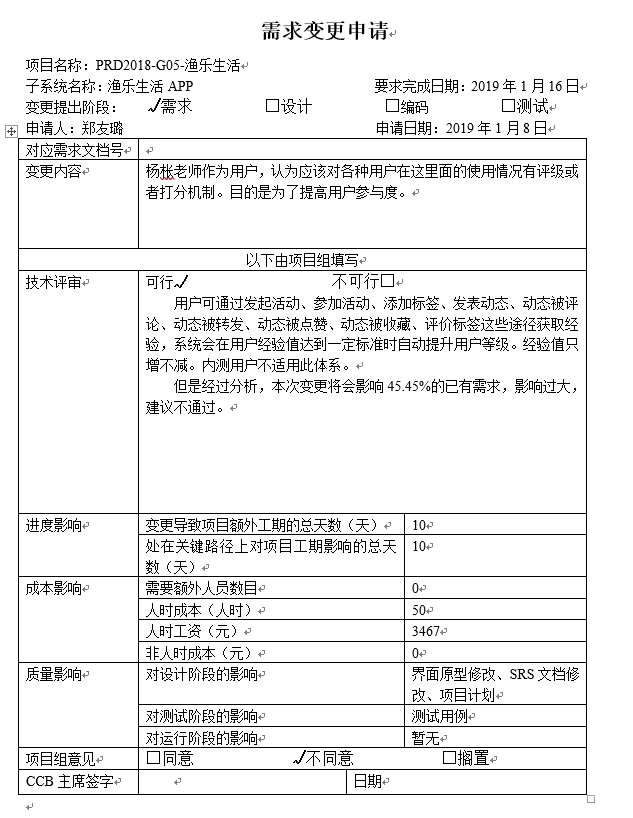 需求变更申请
项目名称：PRD2018-G05-渔乐生活
子系统名称：渔乐生活 APP 要求完成日期：2019 年 1 月 16 日
变更提出阶段： ✓需求 □设计 □编码 □测试
申请人：郑友璐 申请日期：2019 年 1 月 8 日
对应需求文档号
变更内容 杨枨老师作为用户，认为应该对各种用户在这里面的使用情况有评级或
者打分机制。目的是为了提高用户参与度。
以下由项目组填写
技术评审 可行✓ 不可行□
用户可通过发起活动、参加活动、添加标签、发表动态、动态被评
论、动态被转发、动态被点赞、动态被收藏、评价标签这些途径获取经
验，系统会在用户经验值达到一定标准时自动提升用户等级。经验值只
增不减。内测用户不适用此体系。
但是经过分析，本次变更将会影响 45.45%的已有需求，影响过大，
建议不通过。
进度影响 变更导致项目额外工期的总天数（天） 10
处在关键路径上对项目工期影响的总天 10
数（天）
成本影响 需要额外人员数目 0
人时成本（人时） 50
人时工资（元） 3467
非人时成本（元） 0
质量影响 对设计阶段的影响 界面原型修改、SRS 文档修
改、项目计划
对测试阶段的影响 测试用例
对运行阶段的影响 暂无
项目组意见 □同意 ✓不同意 □搁置
CCB 主席签字 日期